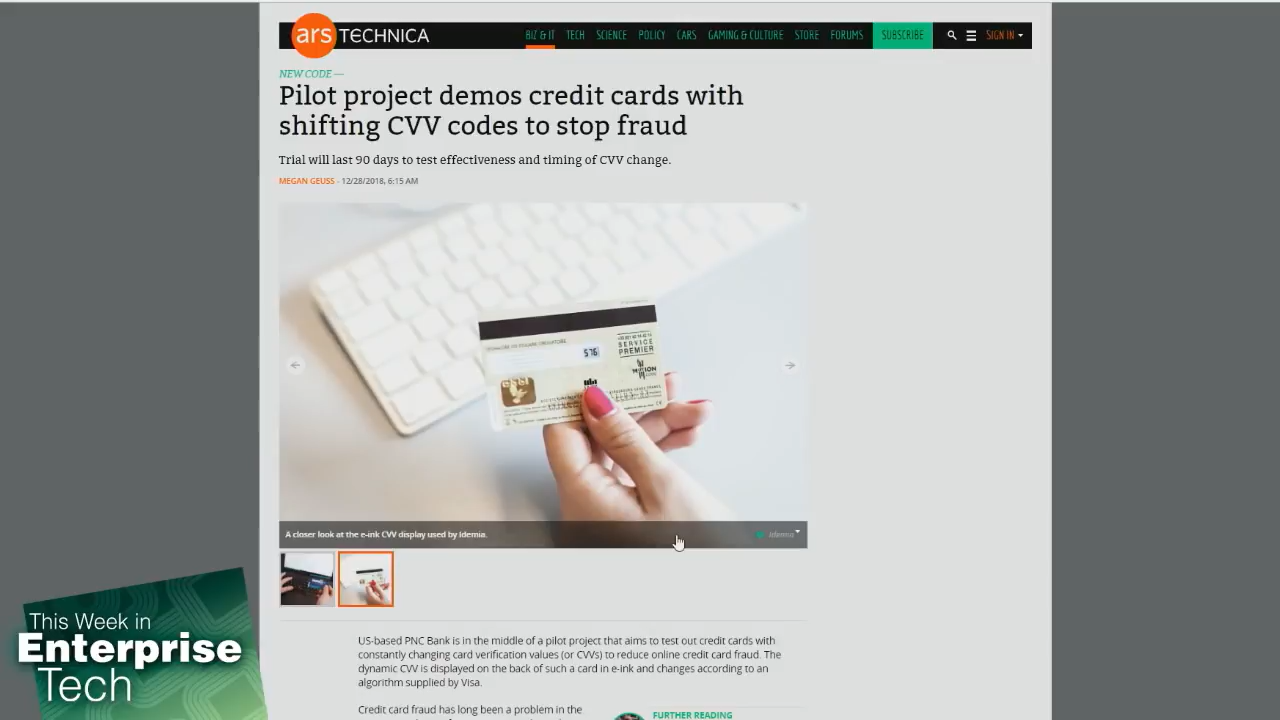 ars TECHNICA
BIZ & IT TECH SCIENCE POLICY CARS GAMING & CULTURE STORE FORUMS SUBSCRIBE SIGN IN
NEW CODE —
Pilot project demos credit cards with
shifting CVV codes to stop fraud
Trial will last 90 days to test effectiveness and timing of CVV change.
MEGAN GEUSS - 12/28/2018, 6:15 AM
576
SERVICE
PREMIER
A closer look at the e-ink CVV display used by Idemia.
Idemia
US-based PNC Bank is in the middle of a pilot project that aims to test out credit cards with
constantly changing card verification values (or CVVs) to reduce online credit card fraud. The
dynamic CVV is displayed on the back of such a card in e-ink and changes according to an
algorithm supplied by Visa.
Credit card fraud has long been a problem in the
FURTHER READING
This Week in
Enterprise
Tech